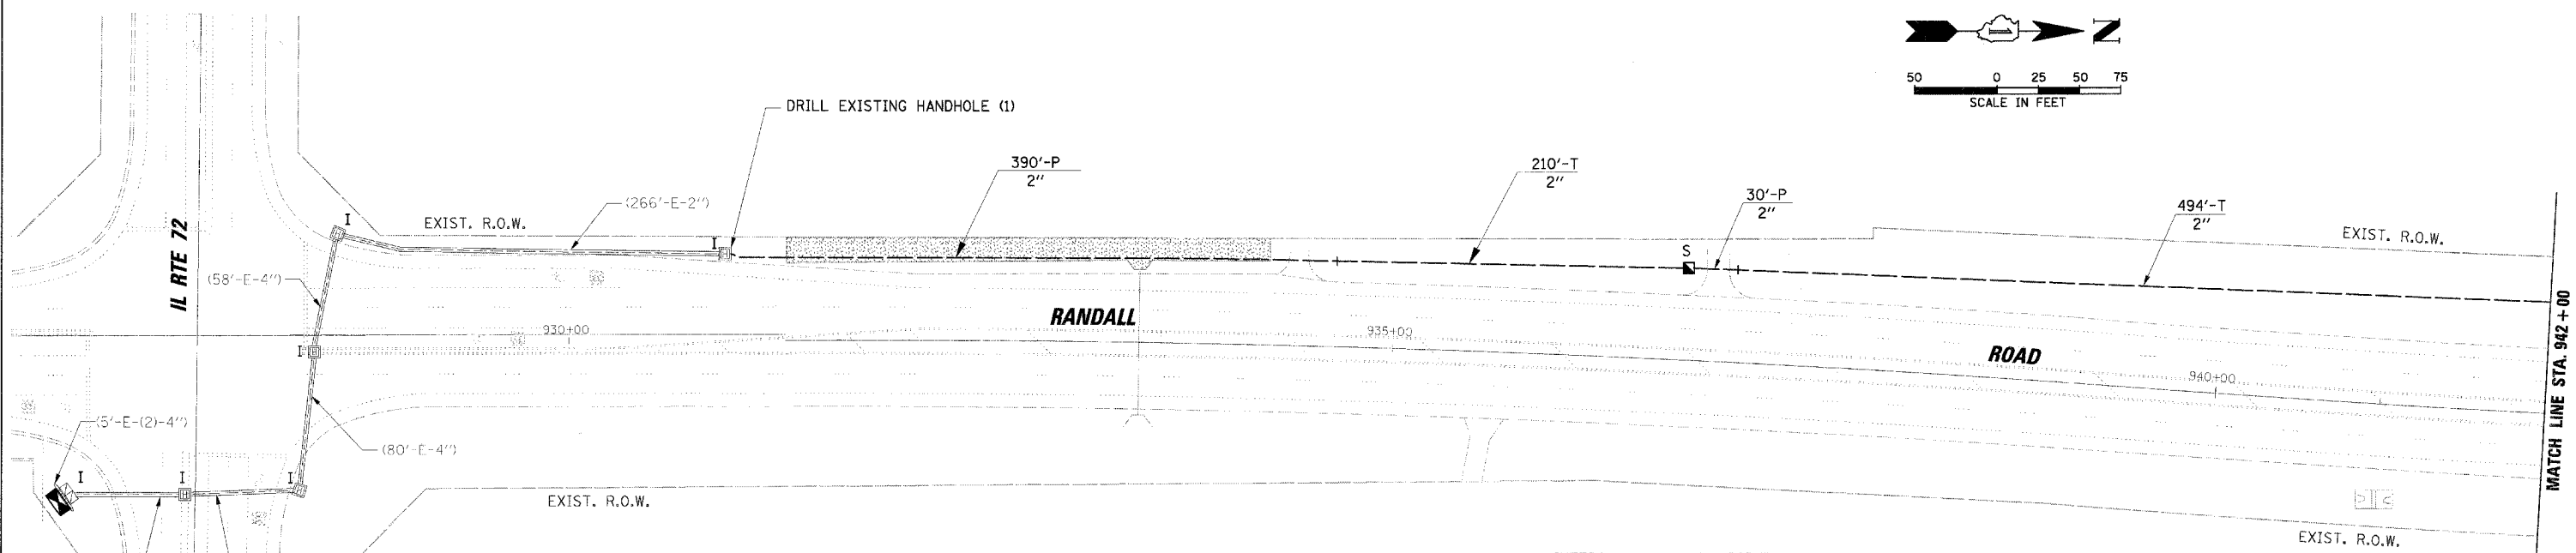 N
50 0 25 50 75
SCALE IN FEET
DRILL EXISTING HANDHOLE (1)
390'-P
2"
210'-T
2"
30'-P
2"
494'-T
2"
(266'-E-2")
EXIST. R.O.W.
EXIST. R.O.W.
I
I
S
IL RTE 72
(58'-E-4")
I
930+00
RANDALL
935+00
ROAD
940+00
MATCH LINE STA. 942+00
(5'-E-(2)-4")
(80'-E-4")
I
I
I
EXIST. R.O.W.
EXIST. R.O.W.